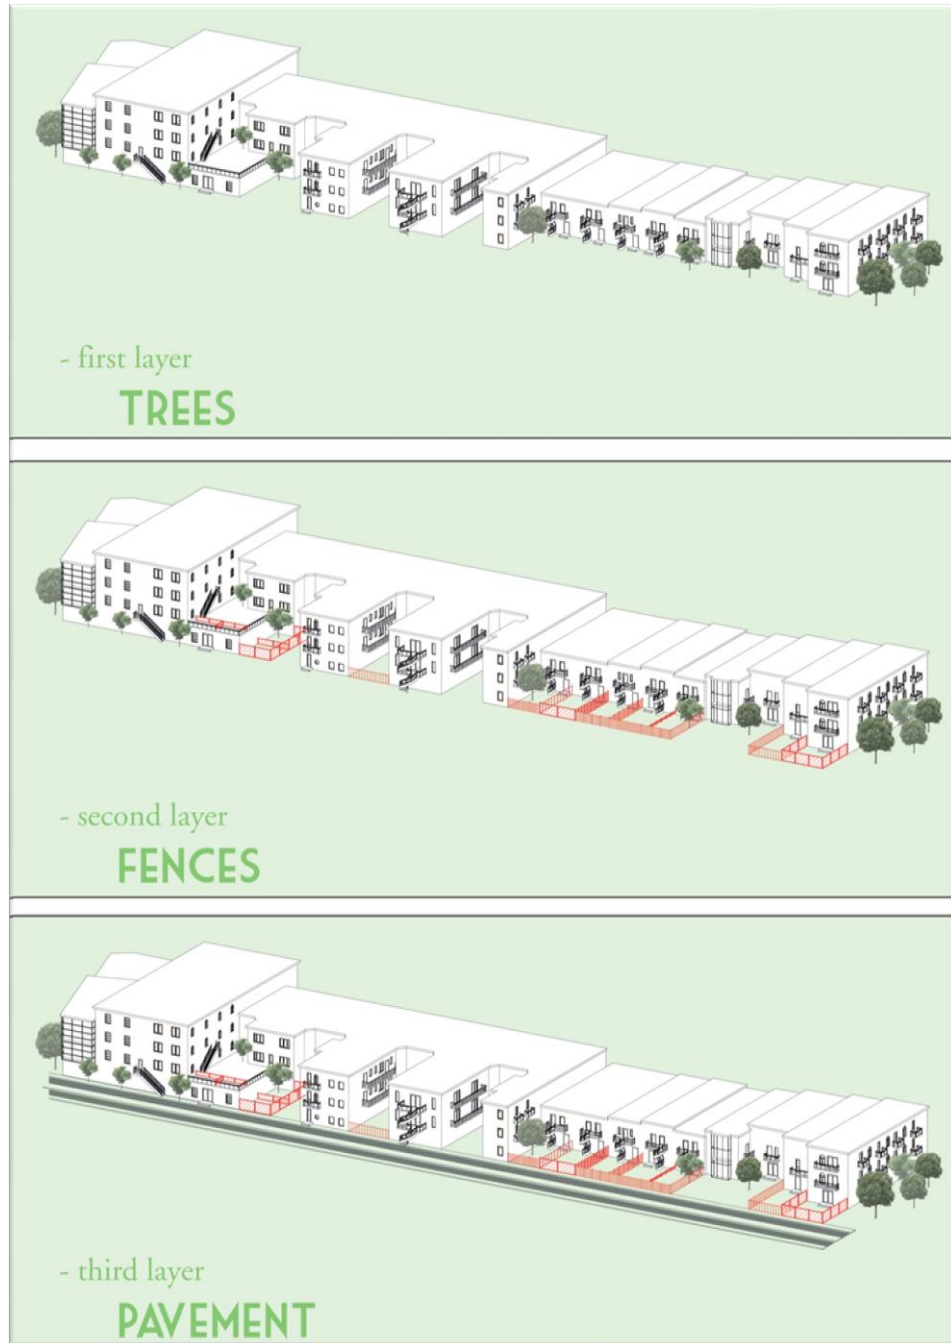 - first layer
TREES
- second layer
FENCES
- third layer
PAVEMENT